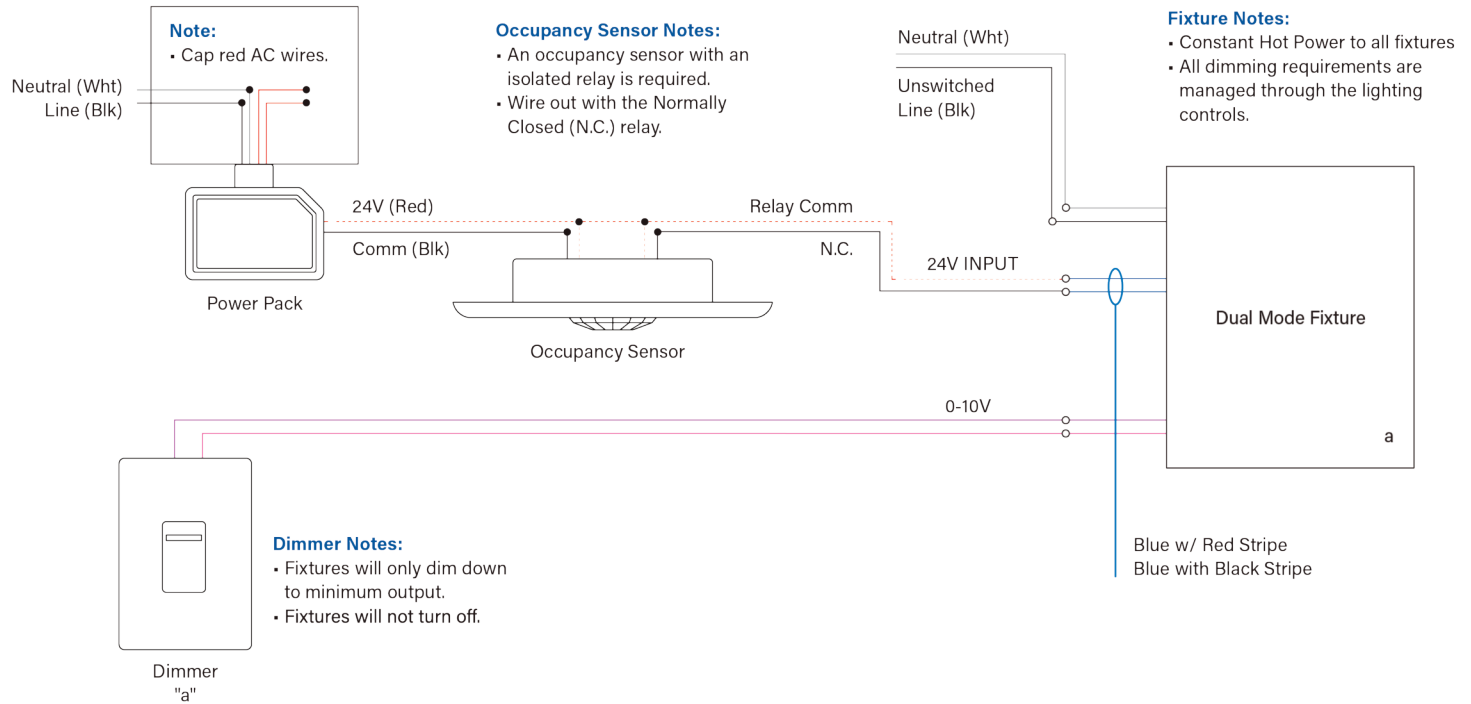 Note:
▪ Cap red AC wires.
Neutral (Wht)
Line (Blk)
Occupancy Sensor Notes:
▪ An occupancy sensor with an
isolated relay is required.
▪ Wire out with the Normally
Closed (N.C.) relay.
Neutral (Wht)
Unswitched
Line (Blk)
Fixture Notes:
▪ Constant Hot Power to all fixtures
▪ All dimming requirements are
managed through the lighting
controls.
24V (Red)
Comm (Blk)
Power Pack
Relay Comm
N.C.
Occupancy Sensor
24V INPUT
Dual Mode Fixture
a
0-10V
Dimmer Notes:
▪ Fixtures will only dim down
to minimum output.
▪ Fixtures will not turn off.
Blue w/ Red Stripe
Blue with Black Stripe
Dimmer
"a"